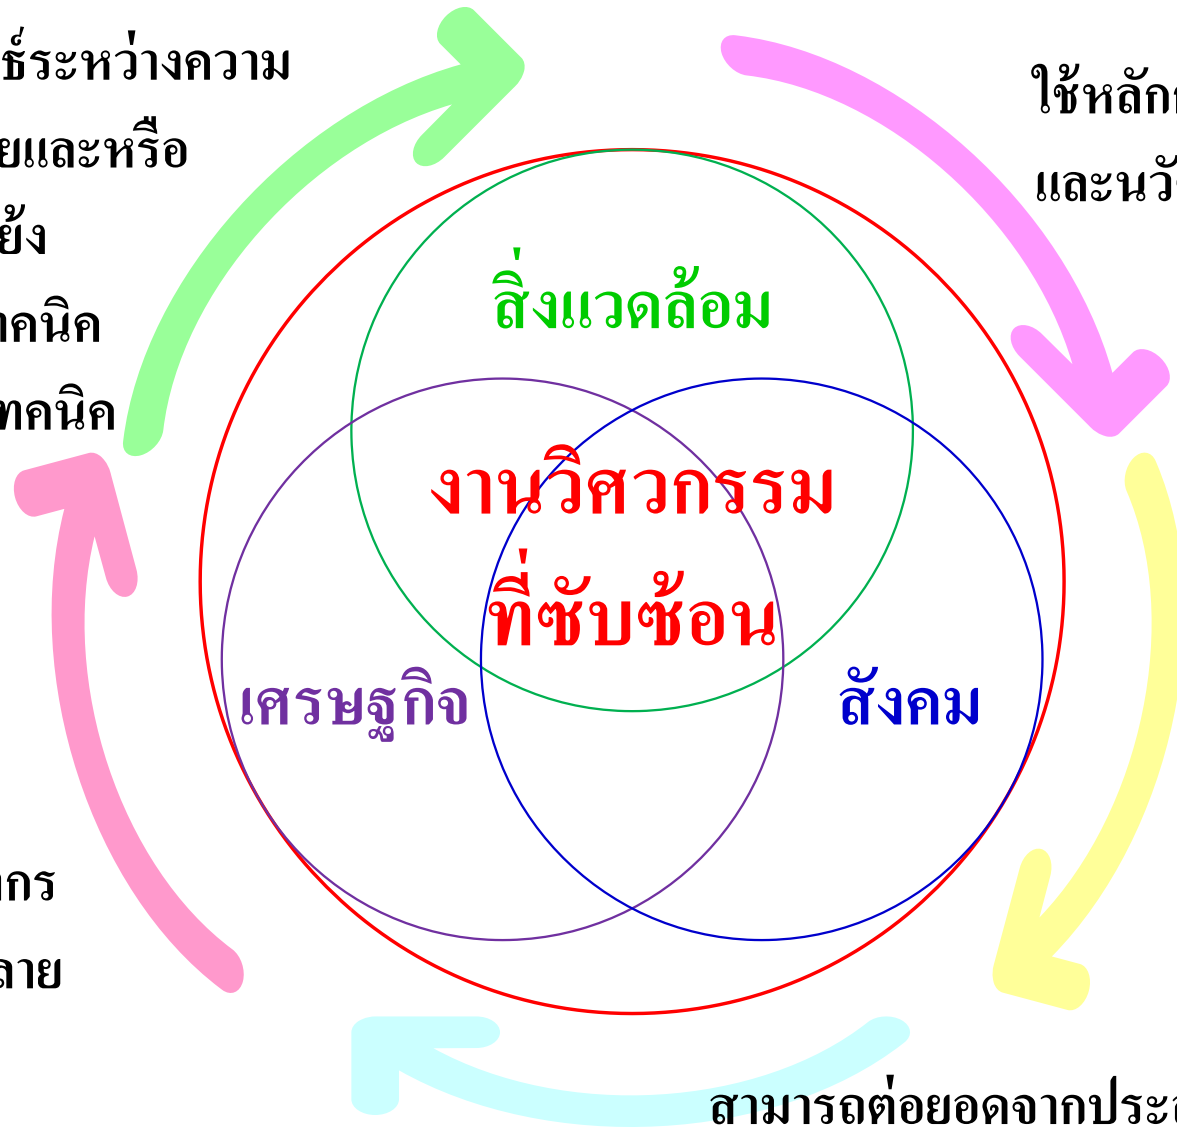 ธ์ระหว่างความ
ยและหรือ
ย้ง
ทคนิค
ทคนิค
ใช้หลัก
และนวั
สิ่งแวดล้อม
งานวิศวกรรม
ที่ซับซ้อน
เศรษฐกิจ
สังคม
ากร
ลาย
สามารถต่อยอดจากประส